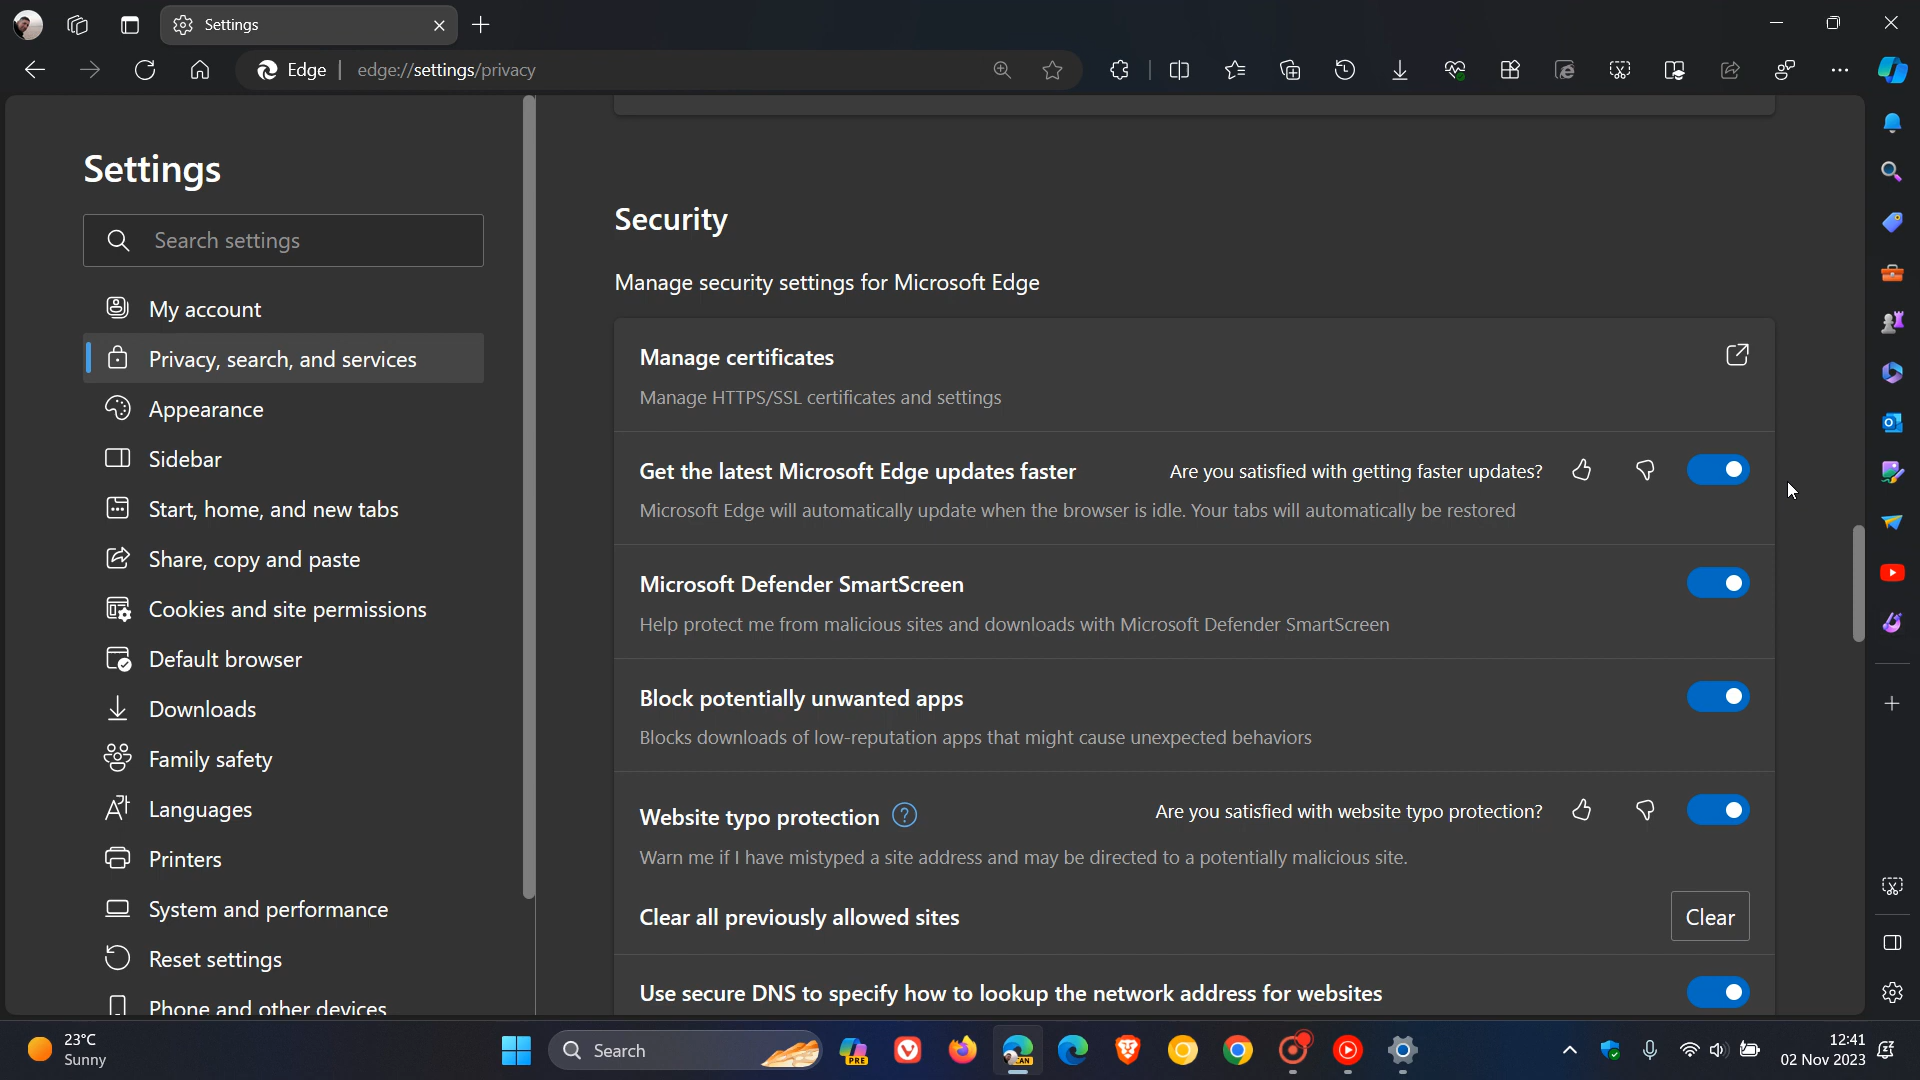 Settings
Edge
edge://settings/privacy
Settings
Search settings
My account
Privacy, search, and services
Appearance
Sidebar
Start, home, and new tabs
Share, copy and paste
Cookies and site permissions
Default browser
Downloads
Family safety
Languages
Printers
System and performance
Reset settings
Phone and other devices
Security
Manage security settings for Microsoft Edge
Manage certificates
Manage HTTPS/SSL certificates and settings
Get the latest Microsoft Edge updates faster
Are you satisfied with getting faster updates?
Microsoft Edge will automatically update when the browser is idle. Your tabs will automatically be restored
Microsoft Defender SmartScreen
Help protect me from malicious sites and downloads with Microsoft Defender SmartScreen
Block potentially unwanted apps
Blocks downloads of low-reputation apps that might cause unexpected behaviors
Website typo protection
Are you satisfied with website typo protection?
Warn me if I have mistyped a site address and may be directed to a potentially malicious site.
Clear all previously allowed sites
Clear
Use secure DNS to specify how to lookup the network address for websites
23°C
Sunny
Search
PRE
CAN
12:41
02 Nov 2023